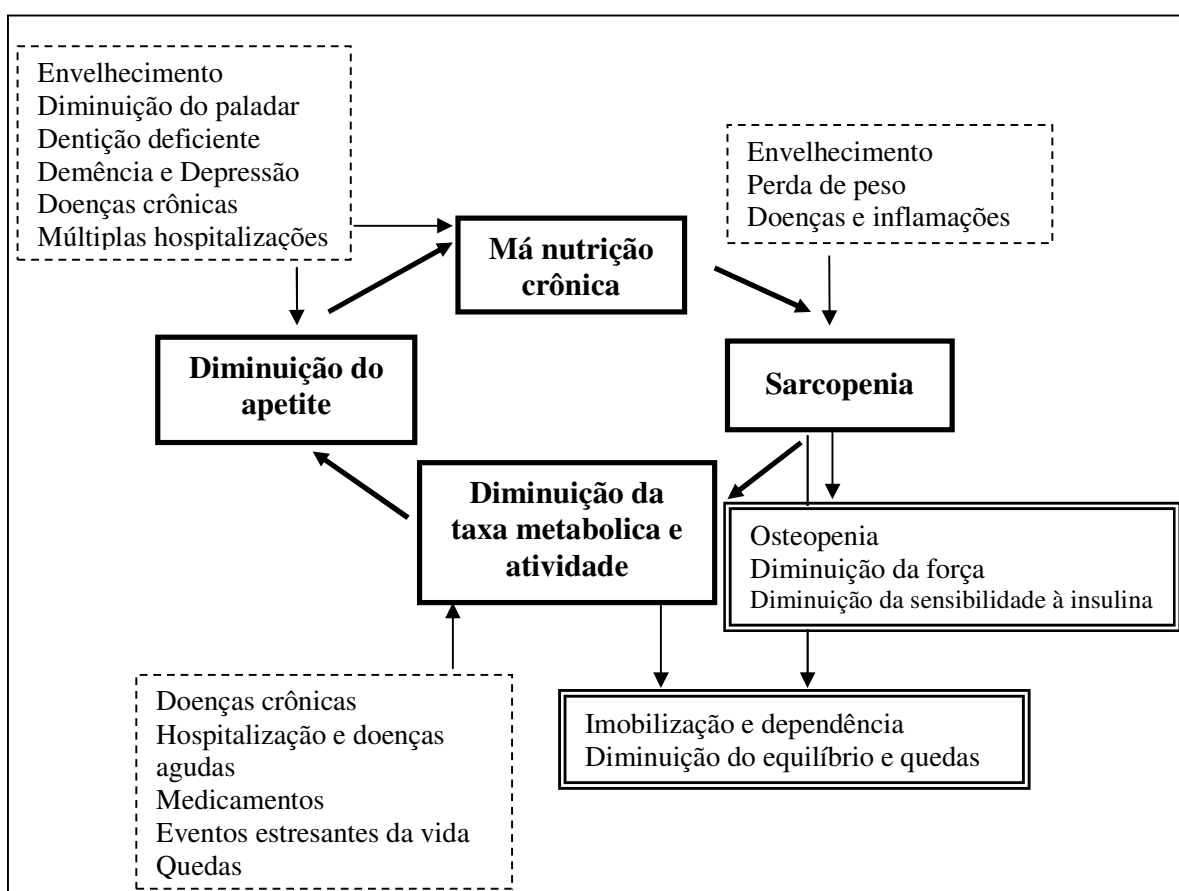 Envelhecimento
Diminuição do paladar
Dentição deficiente
Demência e Depressão
Doenças crônicas
Múltiplas hospitalizações
Envelhecimento
Perda de peso
Doenças e inflamações
Má nutrição
crônica
Diminuição do
apetite
Sarcopenia
Diminuição da
taxa metabolica e
atividade
Osteopenia
Diminuição da força
Diminuição da sensibilidade à insulina
Doenças crônicas
Hospitalização e doenças
agudas
Medicamentos
Eventos estresantes da vida
Quedas
Imobilização e dependência
Diminuição do equilíbrio e quedas